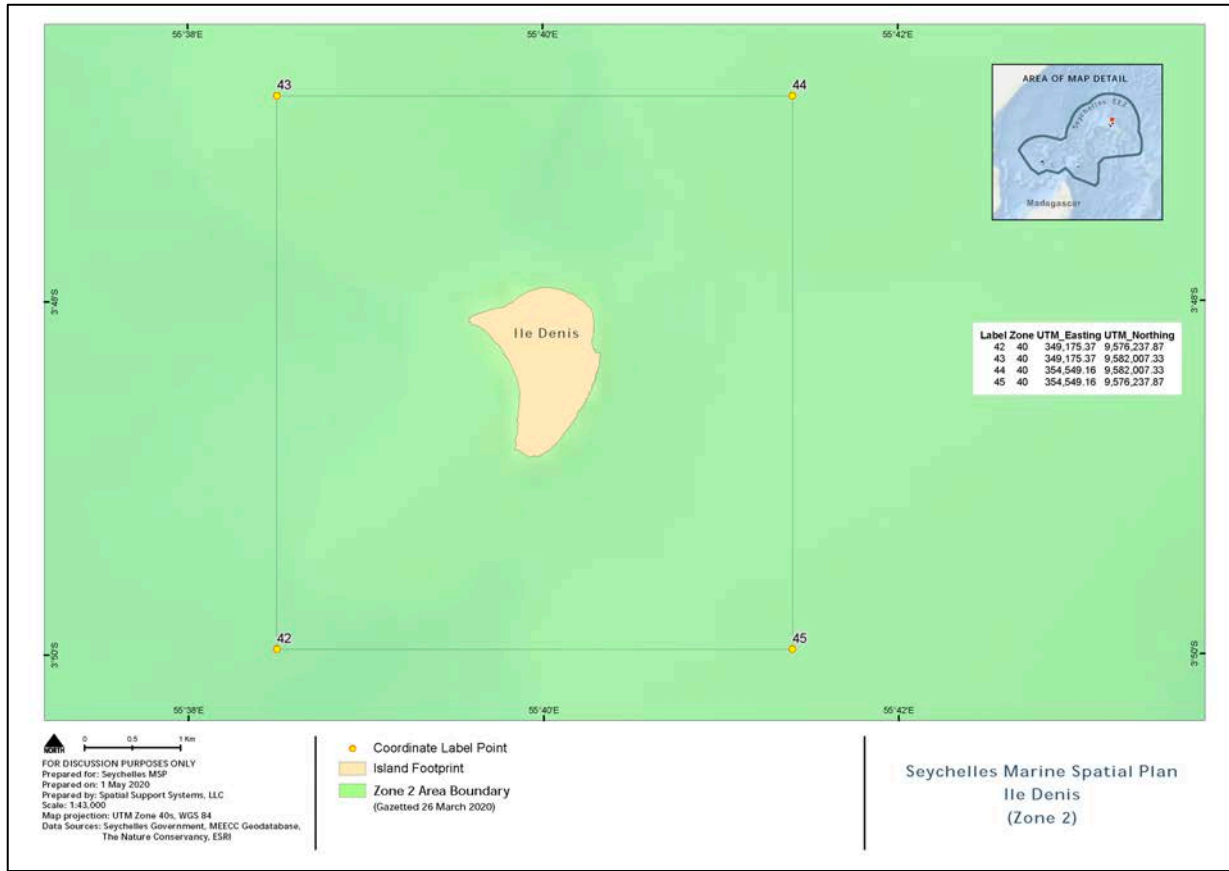 55°38'E
55°40'E
55°42'E
43
44
AREA OF MAP DETAIL
Seychelles EEZ
Madagascar
3°48'S
3°48'S
Ile Denis
Label Zone UTM_Easting UTM_Northing
42 40 349,175.37 9,576,237.87
43 40 349,175.37 9,582,007.33
44 40 354,549.16 9,582,007.33
45 40 354,549.16 9,576,237.87
42
45
3°50'S
3°50'S
55°38'E
55°40'E
55°42'E
NORTH
0 0.5 1 Km
FOR DISCUSSION PURPOSES ONLY
Prepared for: Seychelles MSP
Prepared on: 1 May 2020
Prepared by: Spatial Support Systems, LLC
Scale: 1:43,000
Map projection: UTM Zone 40s, WGS 84
Data Sources: Seychelles Government, MEECC Geodatabase,
The Nature Conservancy, ESRI
Coordinate Label Point
Island Footprint
Zone 2 Area Boundary
(Gazetted 26 March 2020)
Seychelles Marine Spatial Plan
Ile Denis
(Zone 2)